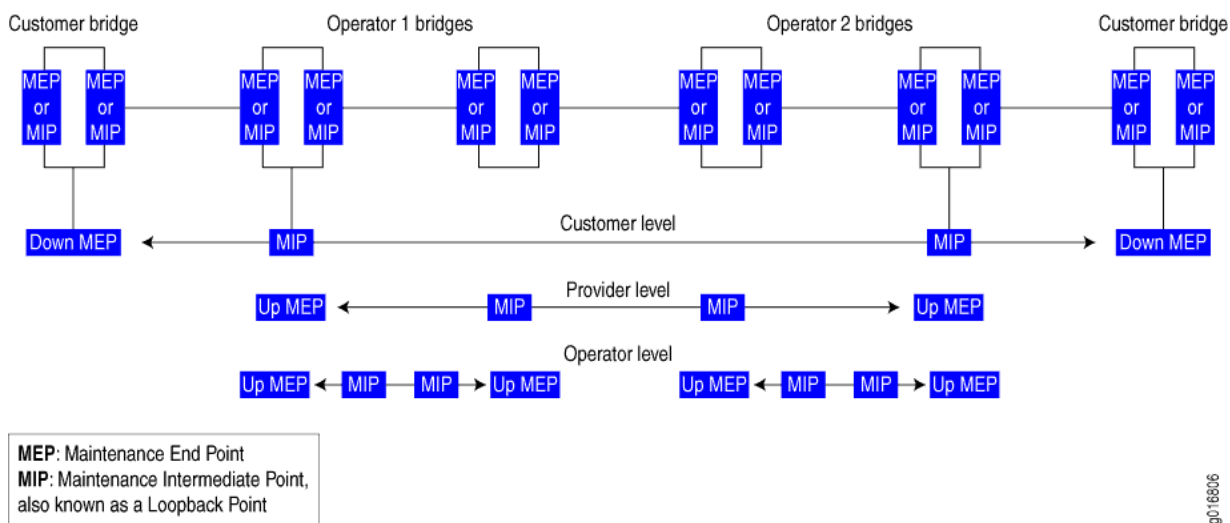 Customer bridge Operator 1 bridges Operator 2 bridges Customer bridge
MEP MEP MEP MEP MEP MEP MEP MEP MEP MEP MEP MEP
or or or or or or or or or or or or
MIP MIP MIP MIP MIP MIP MIP MIP MIP MIP MIP MIP
Customer level
Down MEP MIP MIP Down MEP
Provider level
Up MEP MIP MIP Up MEP
Operator level
Up MEP MIP MIP Up MEP Up MEP MIP MIP Up MEP
MEP: Maintenance End Point
MIP: Maintenance Intermediate Point,
also known as a Loopback Point
g016806